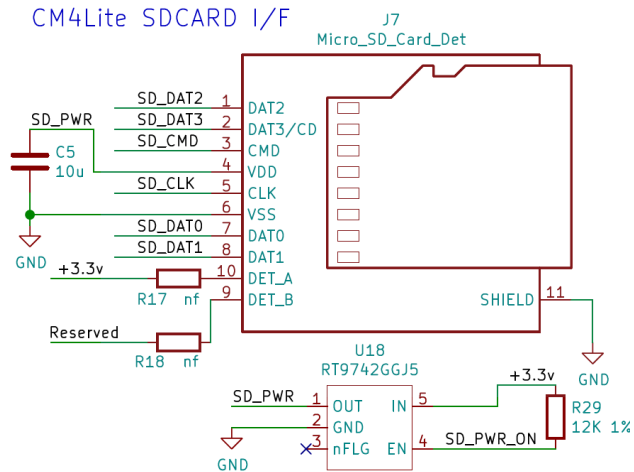 CM4Lite SDCARD I/F
J7
Micro_SD_Card_Det
SD_DAT2 1 DAT2
SD_PWR
SD_DAT3 2 DAT3/CD
SD_CMD 3 CMD
C5
10u
4 VDD
SD_CLK 5 CLK
6 VSS
SD_DAT0 7 DAT0
SD_DAT1 8 DAT1
GND
+3.3v 10 DET_A
R17 nf
9 DET_B
SHIELD 11
Reserved
R18 nf
GND
U18
RT9742GGJ5
+3.3v
SD_PWR 1 OUT IN 5
2 GND
R29
12K 1%
3 nFLG EN 4 SD_PWR_ON
GND